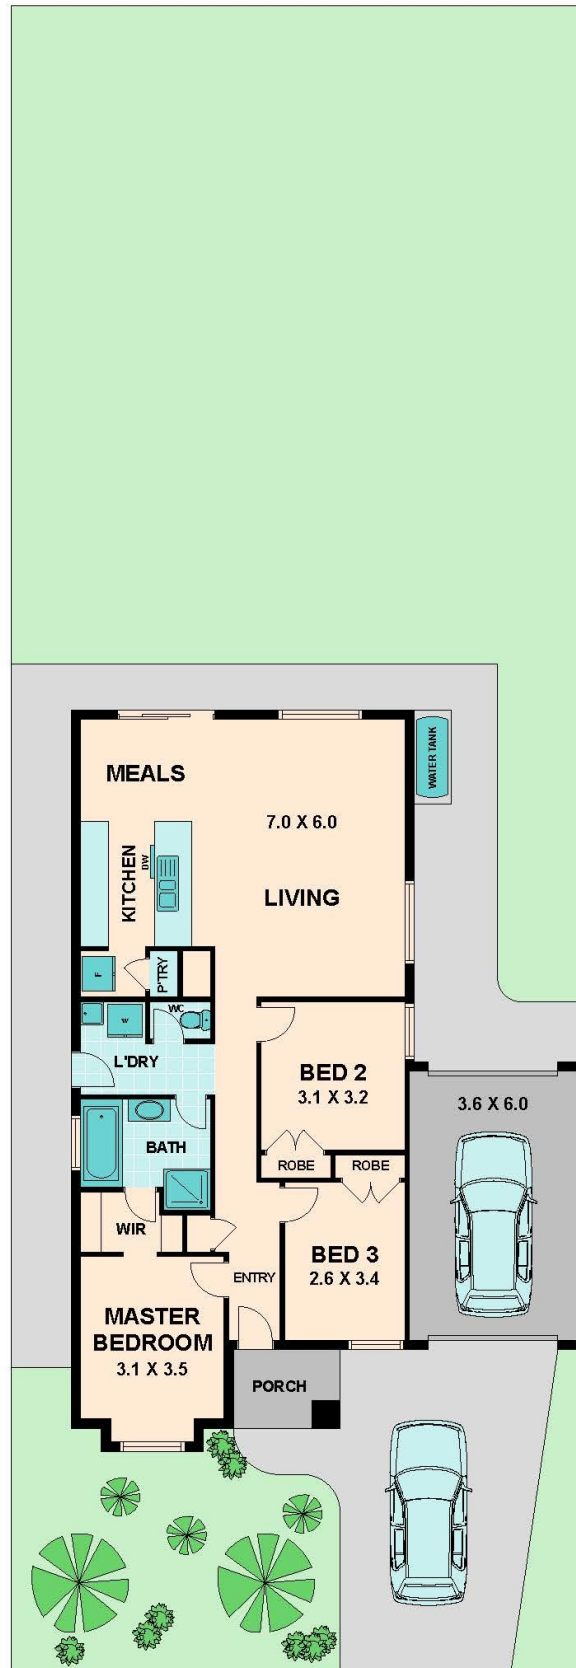 WATER TANK
MEALS
7.0 X 6.0
KITCHEN
DW
LIVING
F
P'TRY
WC
W
L'DRY
BED 2
3.1 X 3.2
3.6 X 6.0
BATH
ROBE
ROBE
WIR
BED 3
2.6 X 3.4
ENTRY
MASTER
BEDROOM
3.1 X 3.5
PORCH